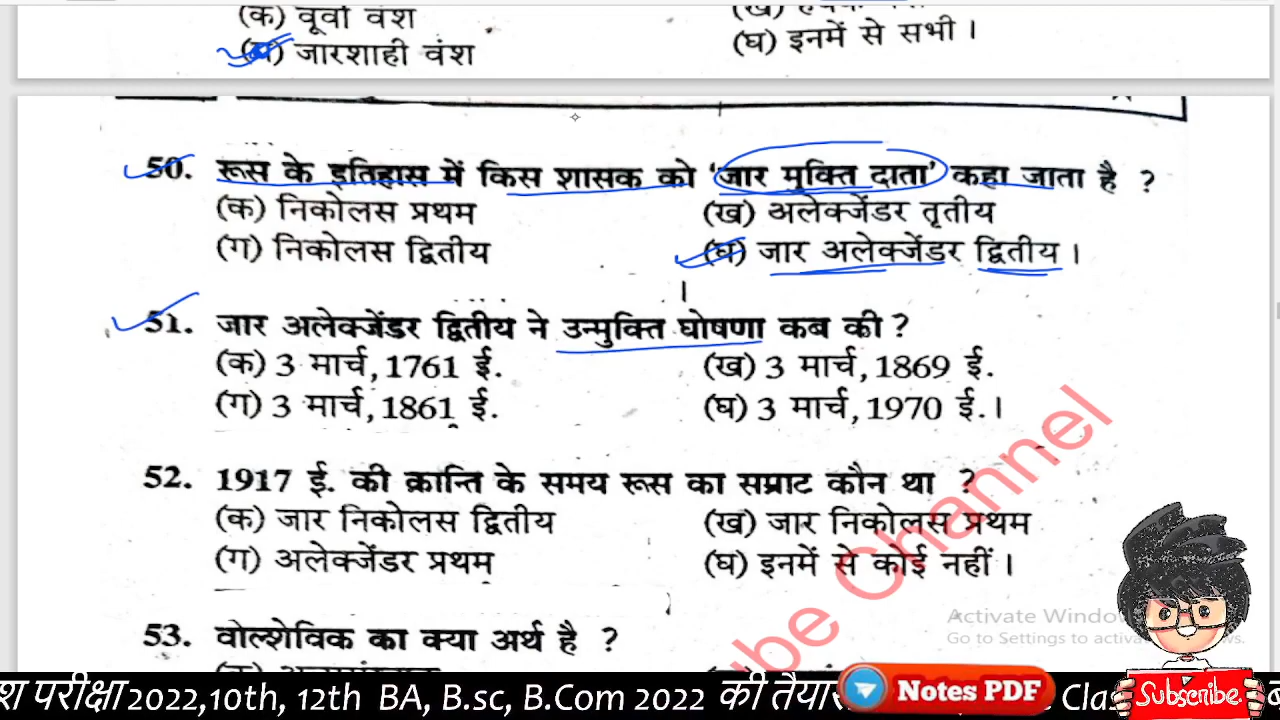 (क) वूर्वो वंश
जारशाही वंश
(घ) इनमें से सभी ।
50. रूस के इतिहास में किस शासक को 'जार मुक्ति दाता' कहा जाता है ?
(क) निकोलस प्रथम (ख) अलेक्जेंडर तृतीय
(ग) निकोलस द्वितीय (घ) जार अलेक्जेंडर द्वितीय ।
51. जार अलेक्जेंडर द्वितीय ने उन्मुक्ति घोषणा कब की ?
(क) 3 मार्च, 1761 ई. (ख) 3 मार्च, 1869 ई.
(ग) 3 मार्च, 1861 ई. (घ) 3 मार्च, 1970 ई. ।
52. 1917 ई. की क्रान्ति के समय रूस का सम्राट कौन था ?
(क) जार निकोलस द्वितीय (ख) जार निकोलस प्रथम
(ग) अलेक्जेंडर प्रथम (घ) इनमें से कोई नहीं ।
53. वोल्शेविक का क्या अर्थ है ?
Channel
Activate Windo
Go to Settings to activa
परीक्षा 2022,10th, 12th BA, B.sc, B.Com 2022 की
Notes PDF
Subscribe